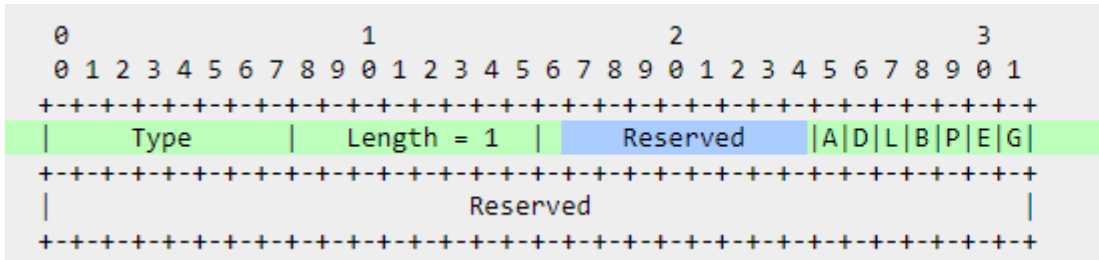 0                   1                   2                   3
0 1 2 3 4 5 6 7 8 9 0 1 2 3 4 5 6 7 8 9 0 1 2 3 4 5 6 7 8 9 0 1
+-+-+-+-+-+-+-+-+-+-+-+-+-+-+-+-+-+-+-+-+-+-+-+-+-+-+-+-+-+-+-+-+
|     Type      |   Length = 1  |     Reserved    |A|D|L|B|P|E|G|
+-+-+-+-+-+-+-+-+-+-+-+-+-+-+-+-+-+-+-+-+-+-+-+-+-+-+-+-+-+-+-+-+
|                           Reserved                            |
+-+-+-+-+-+-+-+-+-+-+-+-+-+-+-+-+-+-+-+-+-+-+-+-+-+-+-+-+-+-+-+-+